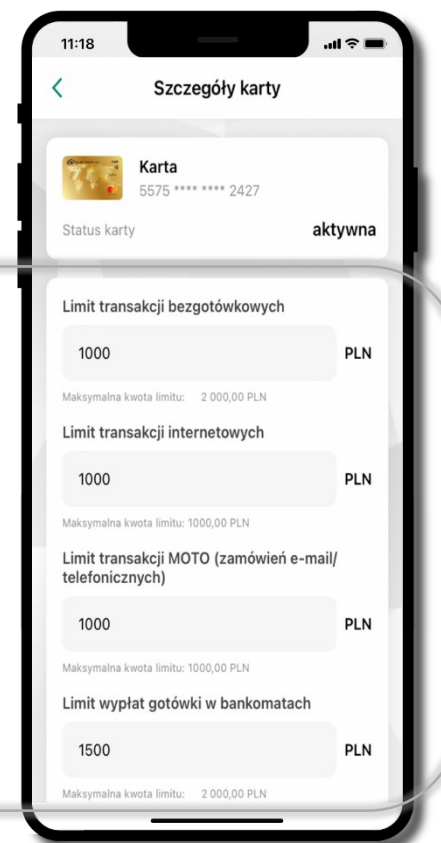 11:18
Szczegóły karty
Karta
5575 **** **** 2427
Status karty aktywna
Limit transakcji bezgotówkowych
1000 PLN
Maksymalna kwota limitu: 2 000,00 PLN
Limit transakcji internetowych
1000 PLN
Maksymalna kwota limitu: 1000,00 PLN
Limit transakcji MOTO (zamówień e-mail/
telefonicznych)
1000 PLN
Maksymalna kwota limitu: 1000,00 PLN
Limit wypłat gotówki w bankomatach
1500 PLN
Maksymalna kwota limitu: 2 000,00 PLN